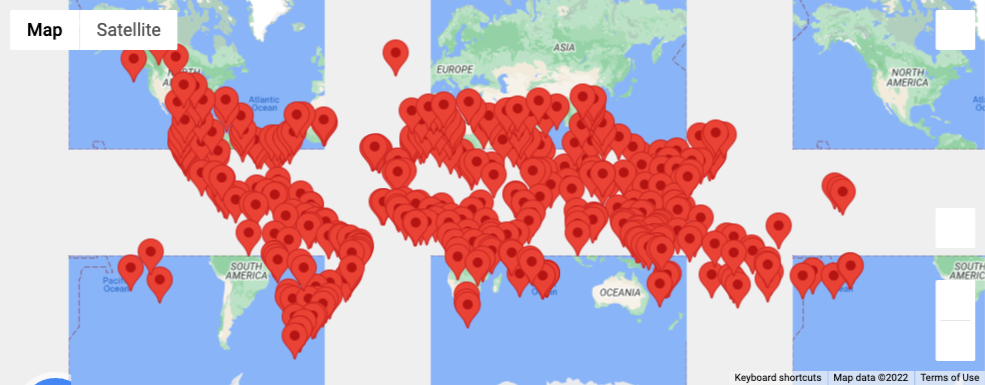 Map Satellite
ASIA
EUROPE
NORTH
AMERICA
Atlantic
Ocean
SOUTH
AMERICA
Pacific
Ocean
OCEANIA
SOUTH
AMERIC
Keyboard shortcuts Map data ©2022 Terms of Use